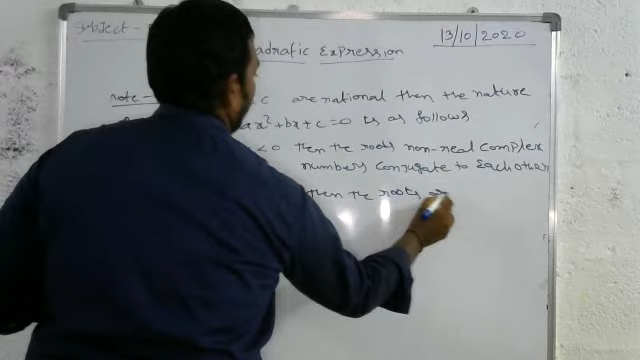 Subject -
adratic Expression
13/10/2020
note c are rational then the nature
ax²+bx+c=0 is as follows
<0 then the roots non-real complex
numbers conjugate to each other
then the roots ar